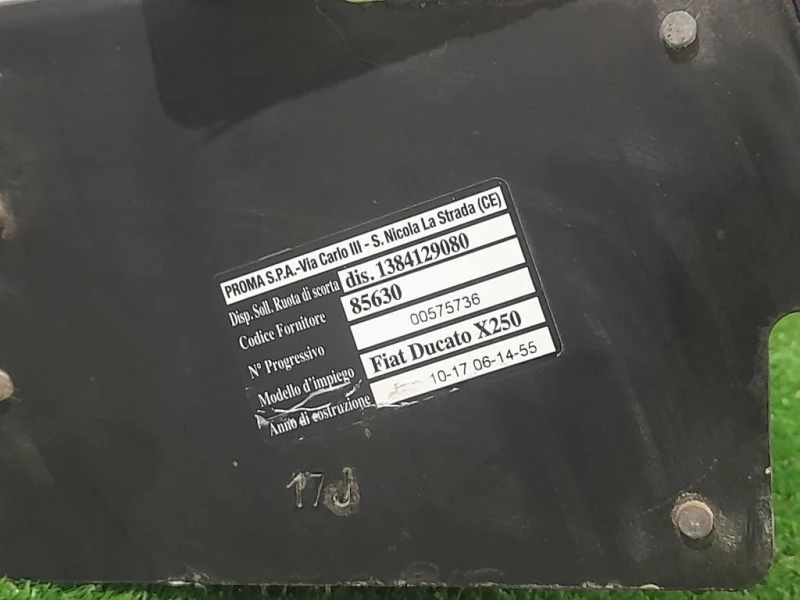 PROMA S.P.A.-Via Carlo III - S. Nicola La Strada (CE)
Disp. Soll. Ruota di scorta dis. 1384129080
Codice Fornitore 85630
N° Progressivo 00575736
Modello d'impiego Fiat Ducato X250
Anno di costruzione 10-17 06-14-55
17J